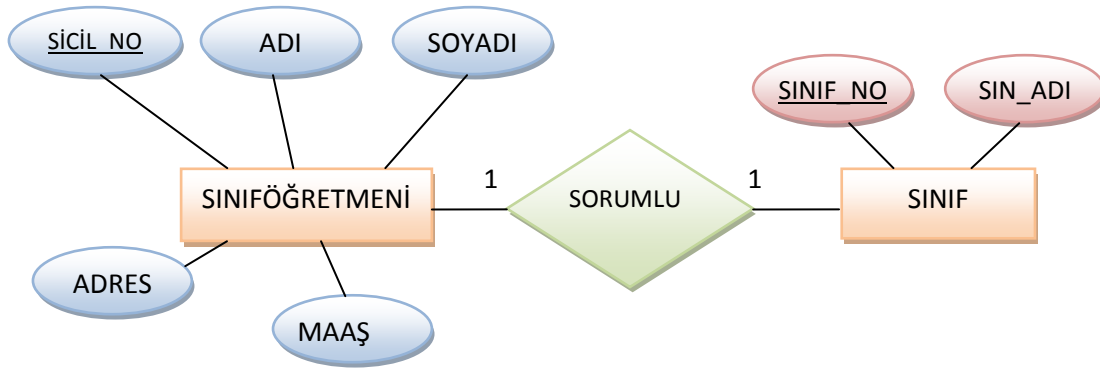 SİCİL_NO
ADI
SOYADI
SINIF_NO
SIN_ADI
SINIFÖĞRETMENİ
1
SORUMLU
1
SINIF
ADRES
MAAŞ